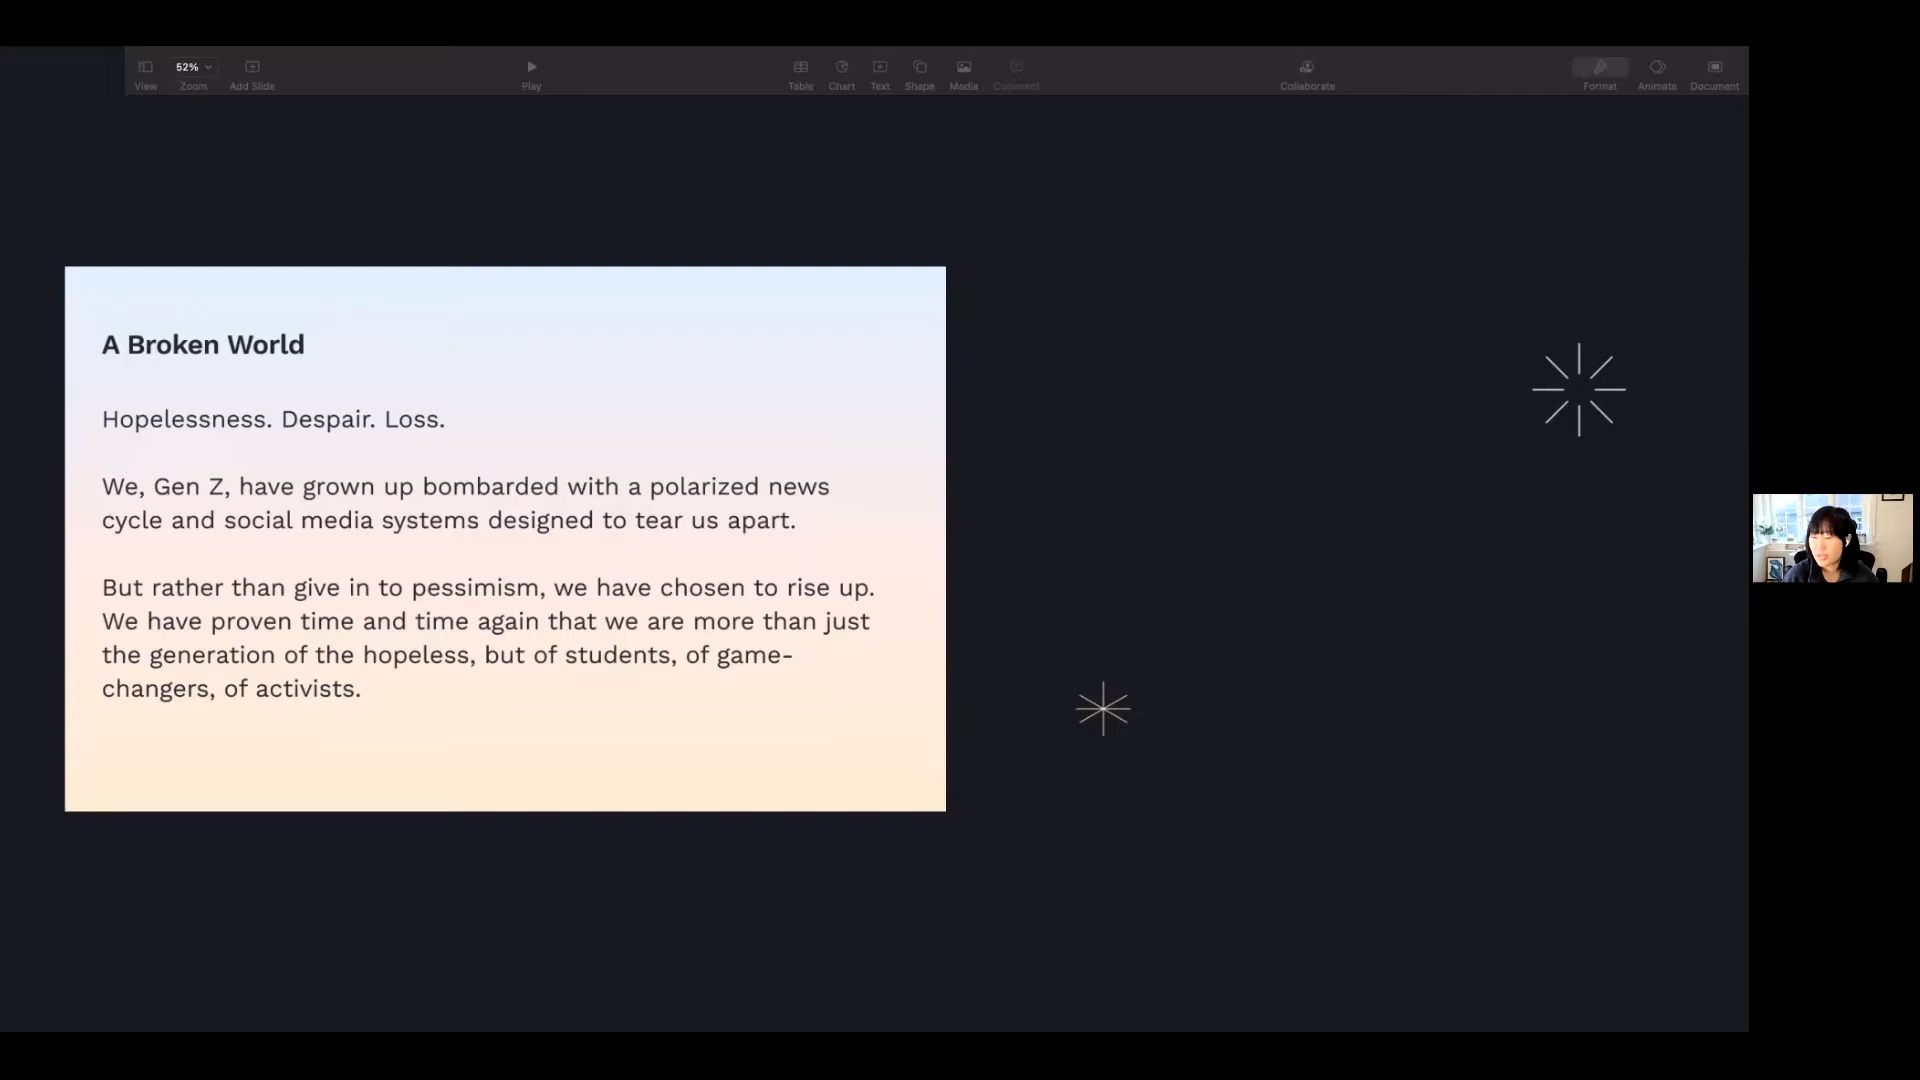 52%
View
Zoom
Add Slide
Play
Table
Chart
Text
Shape
Media
Comment
Collaborate
Format
Animate
Document
A Broken World
Hopelessness. Despair. Loss.
We, Gen Z, have grown up bombarded with a polarized news
cycle and social media systems designed to tear us apart.
But rather than give in to pessimism, we have chosen to rise up.
We have proven time and time again that we are more than just
the generation of the hopeless, but of students, of game-
changers, of activists.